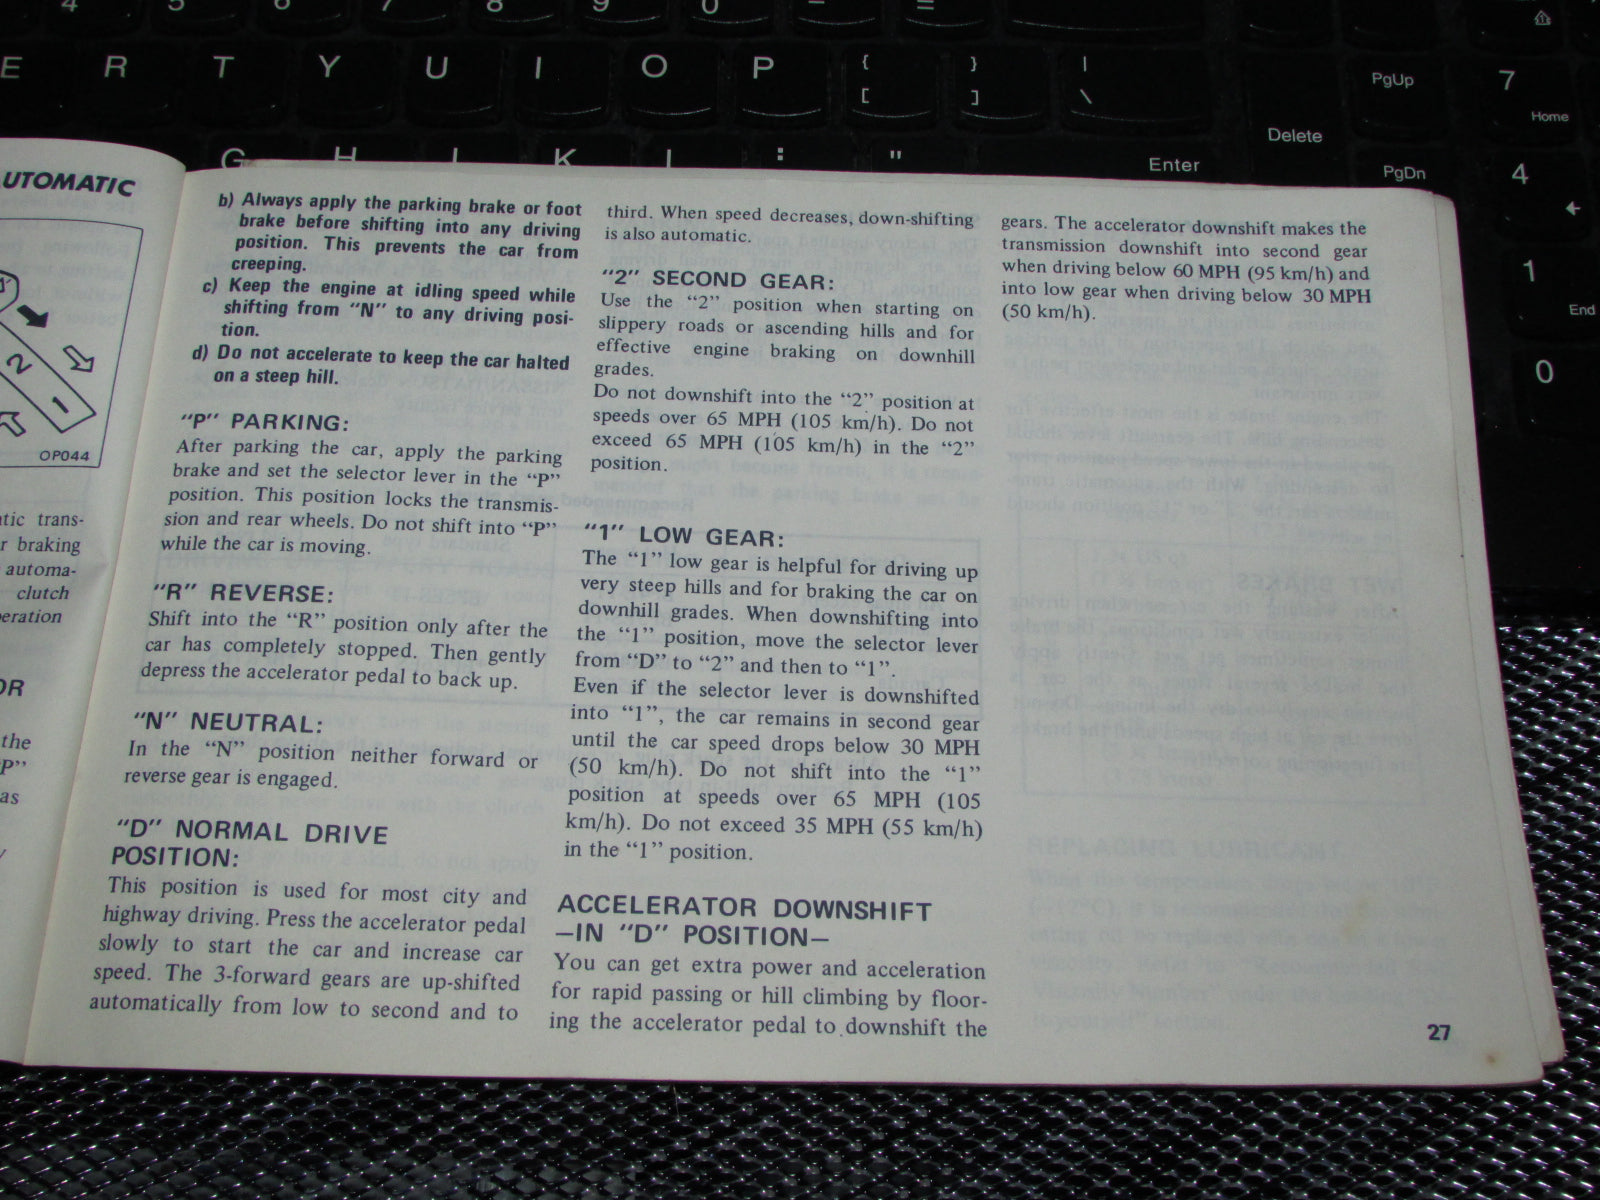 4 5 6 7 8 9 0 – =
E R T Y U I O P { [ } ] | \
PgUp
7
Home
Delete
G H K L : "
Enter
PgDn
4
1
End
0
UTOMATIC
2
1
OP044
tic trans-
r braking
automa-
clutch
eration
OR
the
P”
as
y
b) Always apply the parking brake or foot
brake before shifting into any driving
position. This prevents the car from
creeping.
c) Keep the engine at idling speed while
shifting from “N” to any driving posi-
tion.
d) Do not accelerate to keep the car halted
on a steep hill.
“P” PARKING:
After parking the car, apply the parking
brake and set the selector lever in the “P”
position. This position locks the transmis-
sion and rear wheels. Do not shift into “P”
while the car is moving.
“R” REVERSE:
Shift into the “R” position only after the
car has completely stopped. Then gently
depress the accelerator pedal to back up.
“N” NEUTRAL:
In the “N” position neither forward or
reverse gear is engaged.
“D” NORMAL DRIVE
POSITION:
This position is used for most city and
highway driving. Press the accelerator pedal
slowly to start the car and increase car
speed. The 3-forward gears are up-shifted
automatically from low to second and to
third. When speed decreases, down-shifting
is also automatic.
“2” SECOND GEAR:
Use the “2” position when starting on
slippery roads or ascending hills and for
effective engine braking on downhill
grades.
Do not downshift into the “2” position at
speeds over 65 MPH (105 km/h). Do not
exceed 65 MPH (105 km/h) in the “2”
position.
“1” LOW GEAR:
The “1” low gear is helpful for driving up
very steep hills and for braking the car on
downhill grades. When downshifting into
the “1” position, move the selector lever
from “D” to “2” and then to “1”.
Even if the selector lever is downshifted
into “1”, the car remains in second gear
until the car speed drops below 30 MPH
(50 km/h). Do not shift into the “1”
position at speeds over 65 MPH (105
km/h). Do not exceed 35 MPH (55 km/h)
in the “1” position.
ACCELERATOR DOWNSHIFT
—IN “D” POSITION—
You can get extra power and acceleration
for rapid passing or hill climbing by floor-
ing the accelerator pedal to downshift the
gears. The accelerator downshift makes the
transmission downshift into second gear
when driving below 60 MPH (95 km/h) and
into low gear when driving below 30 MPH
(50 km/h).
27